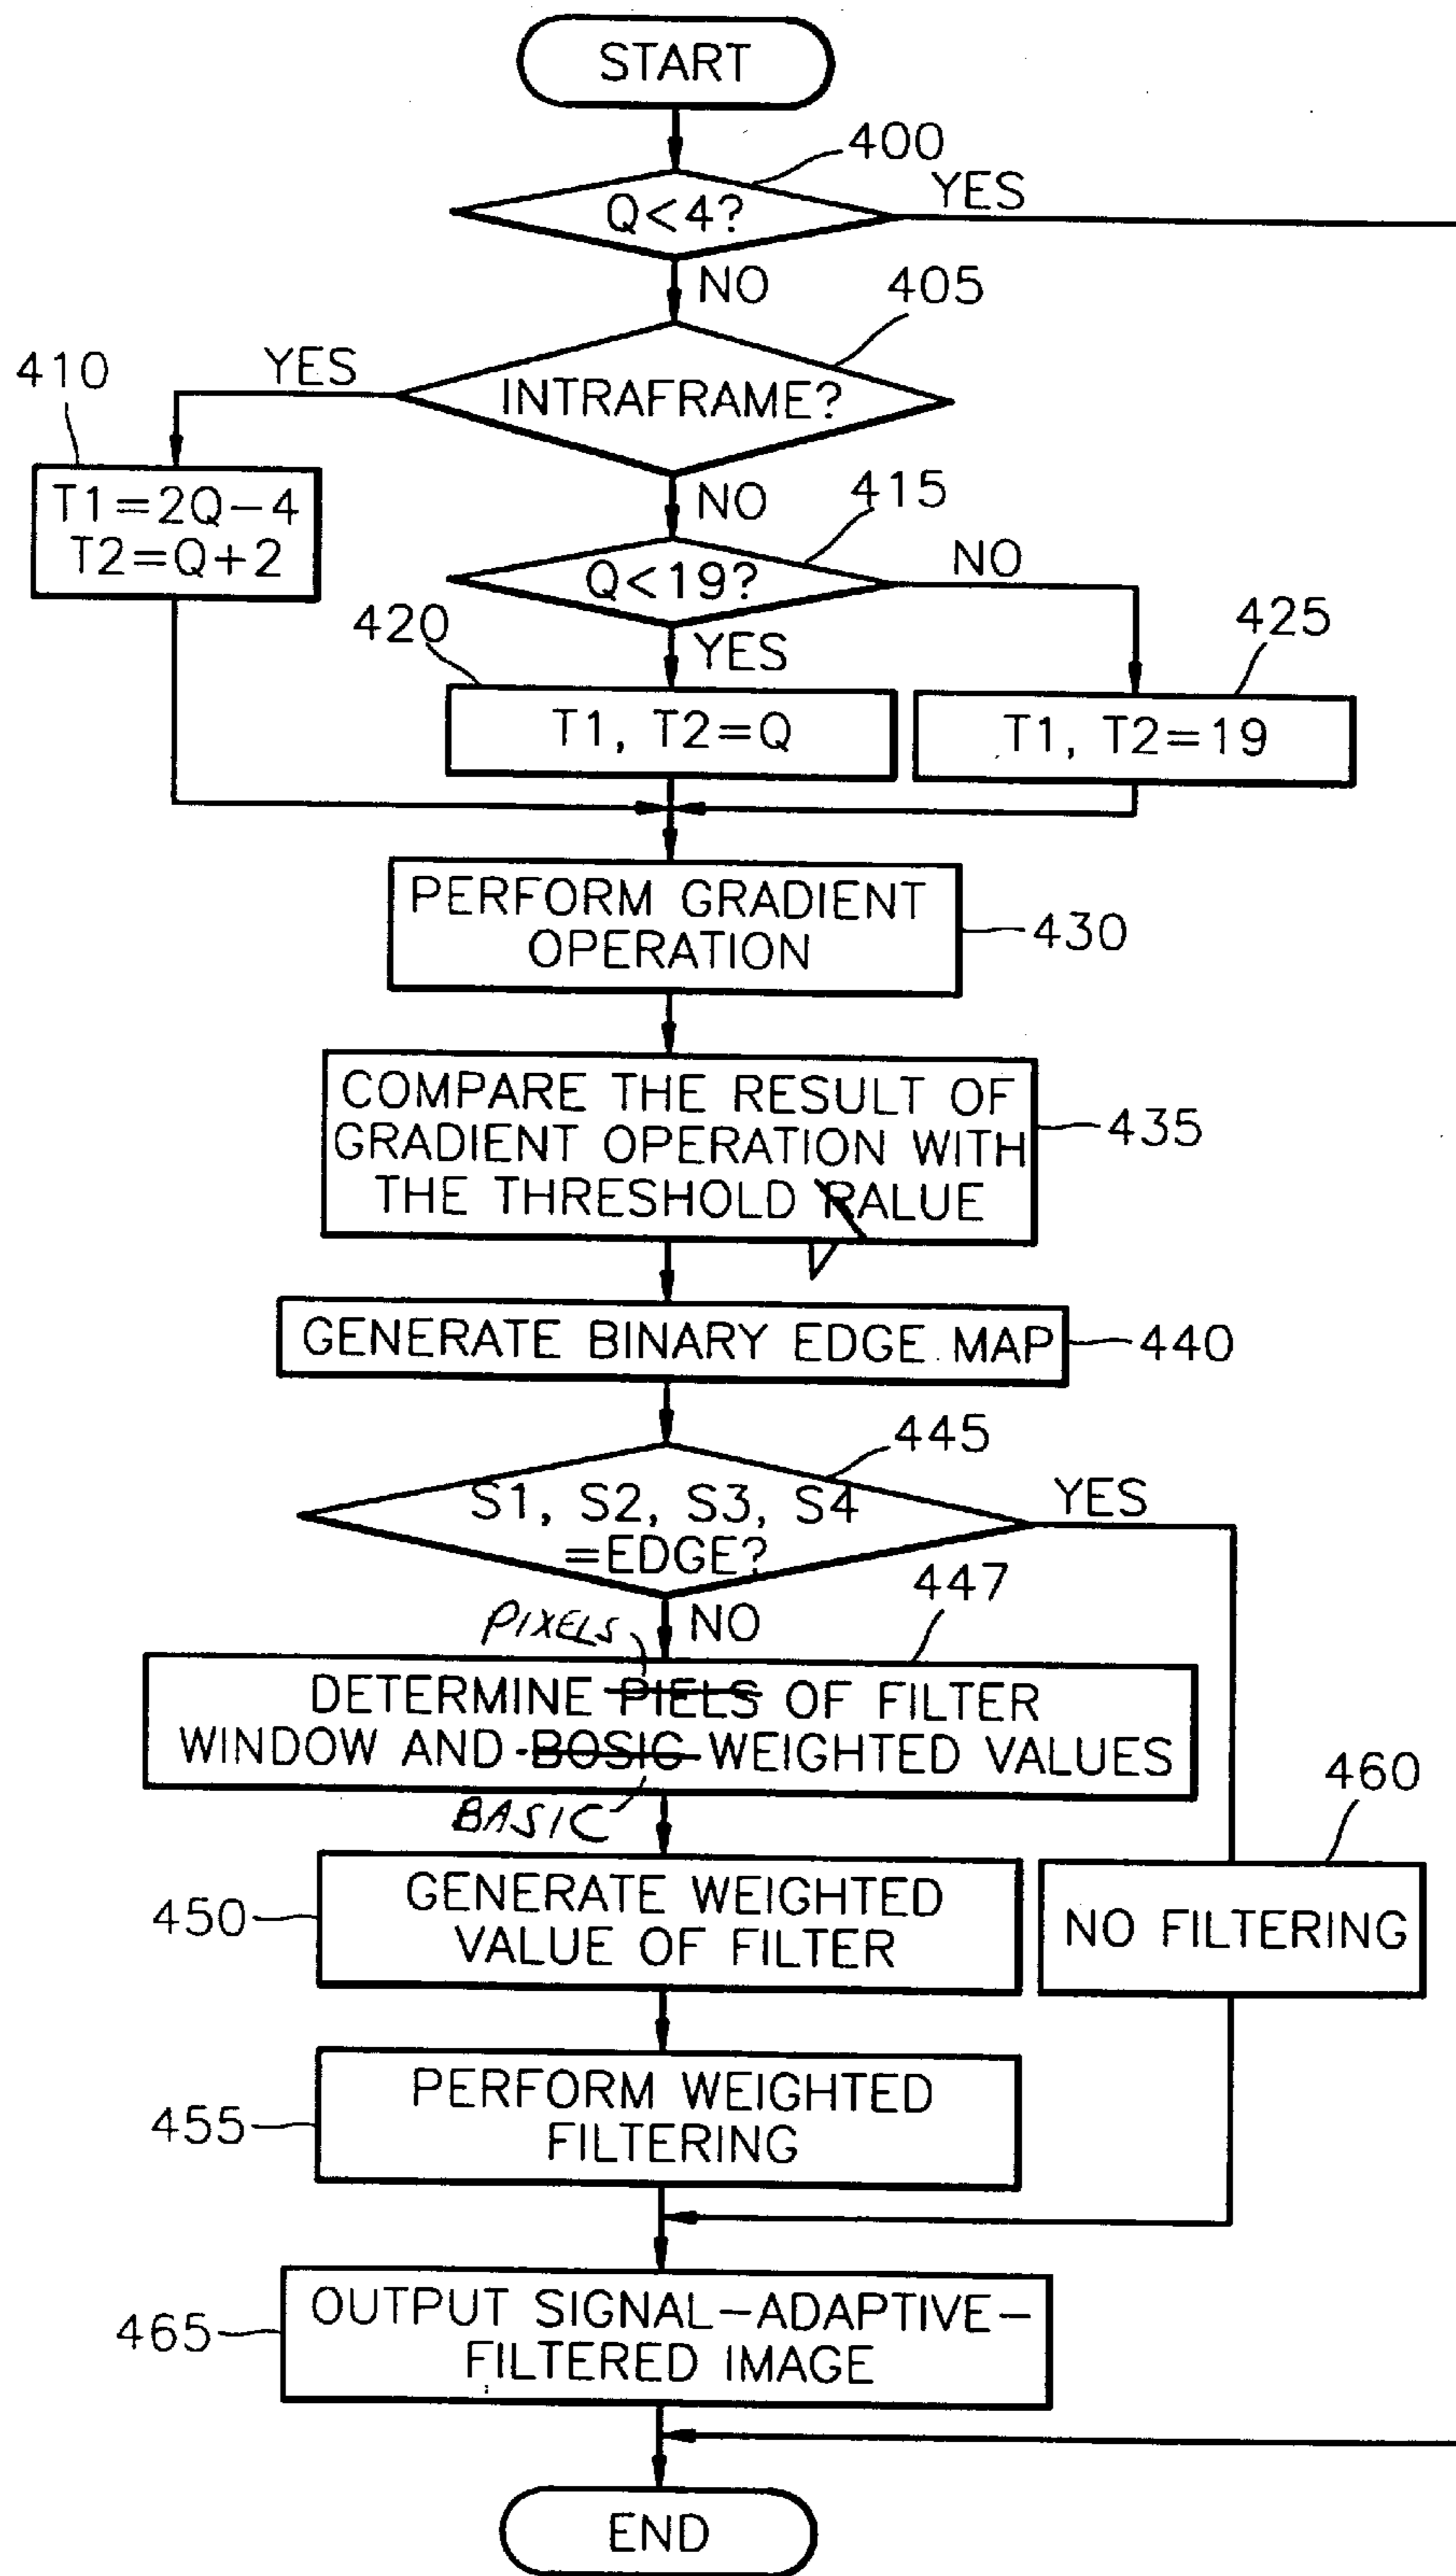 START
400
Q<4?
YES
NO
405
INTRAFRAME?
YES
410
T1=2Q-4
T2=Q+2
NO
415
Q<19?
NO
420
YES
425
T1, T2=Q
T1, T2=19
PERFORM GRADIENT
OPERATION
430
COMPARE THE RESULT OF
GRADIENT OPERATION WITH
THE THRESHOLD RALUE
435
V
GENERATE BINARY EDGE MAP
440
445
S1, S2, S3, S4
=EDGE?
YES
NO
447
PIXELS
DETERMINE PIELS OF FILTER
WINDOW AND BOSIC WEIGHTED VALUES
BASIC
460
450
GENERATE WEIGHTED
VALUE OF FILTER
NO FILTERING
455
PERFORM WEIGHTED
FILTERING
465
OUTPUT SIGNAL-ADAPTIVE-
FILTERED IMAGE
END